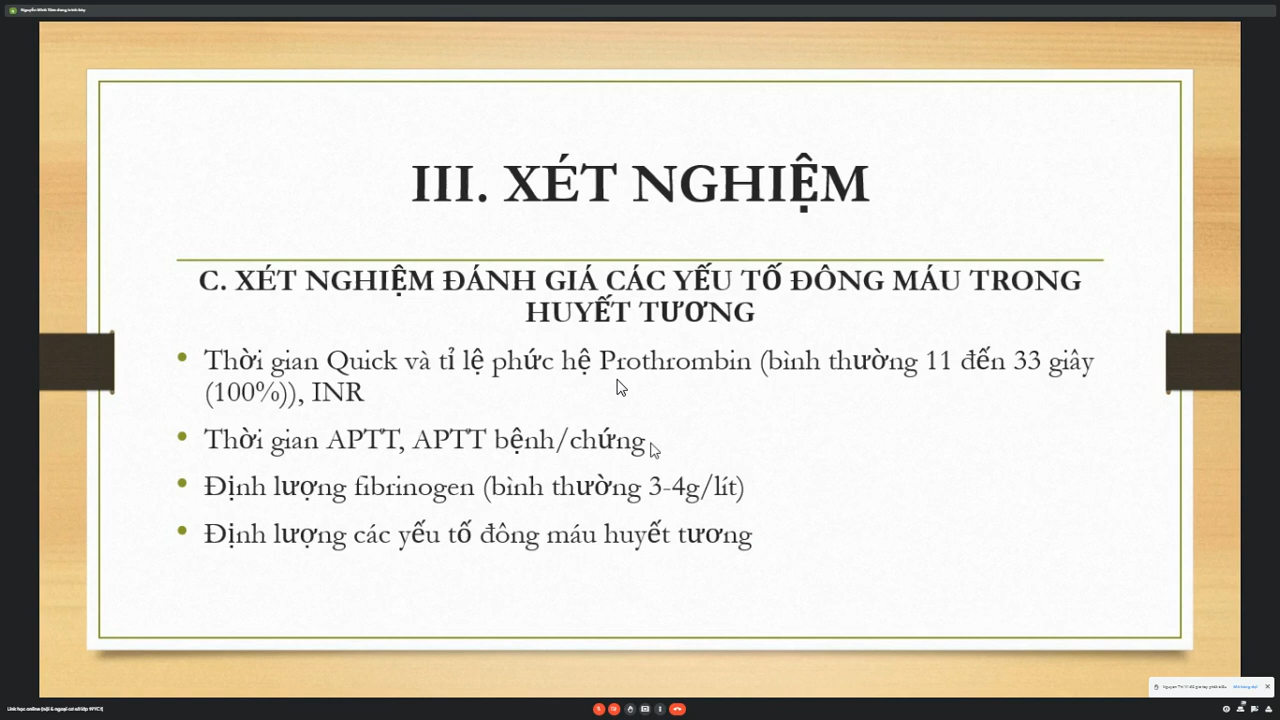 III. XÉT NGHIỆM
C. XÉT NGHIỆM ĐÁNH GIÁ CÁC YẾU TỐ ĐÔNG MÁU TRONG
HUYẾT TƯƠNG
• Thời gian Quick và tỉ lệ phức hệ Prothrombin (bình thường 11 đến 33 giây
(100%)), INR
• Thời gian APTT, APTT bệnh/chứng
• Định lượng fibrinogen (bình thường 3-4g/lít)
• Định lượng các yếu tố đông máu huyết tương